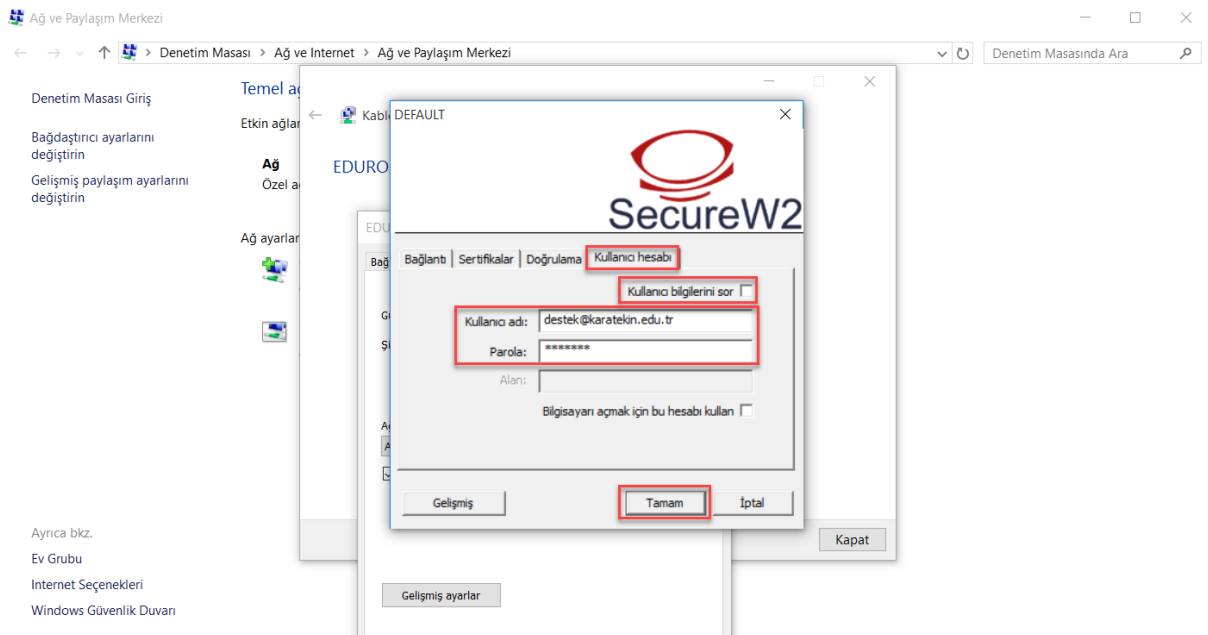 Ağ ve Paylaşım Merkezi
Denetim Masası > Ağ ve Internet > Ağ ve Paylaşım Merkezi
Denetim Masasında Ara
Denetim Masası Giriş
Bağdaştırıcı ayarlarını
değiştirin
Gelişmiş paylaşım ayarlarını
değiştirin
Ayrıca bkz.
Ev Grubu
Internet Seçenekleri
Windows Güvenlik Duvarı
Temel a
Etkin ağlar
Ağ
Özel a
Ağ ayarlar
Kabl
EDURO
EDU
Bağ
DEFAULT
SecureW2
Bağlantı
Sertifikalar
Doğrulama
Kullanıcı hesabı
Kullanıcı bilgilerini sor
Kullanıcı adı: destek@karatekin.edu.tr
Parola: *******
Alan:
Bilgisayarı açmak için bu hesabı kullan
Gelişmiş
Tamam
İptal
Kapat
Gelişmiş ayarlar